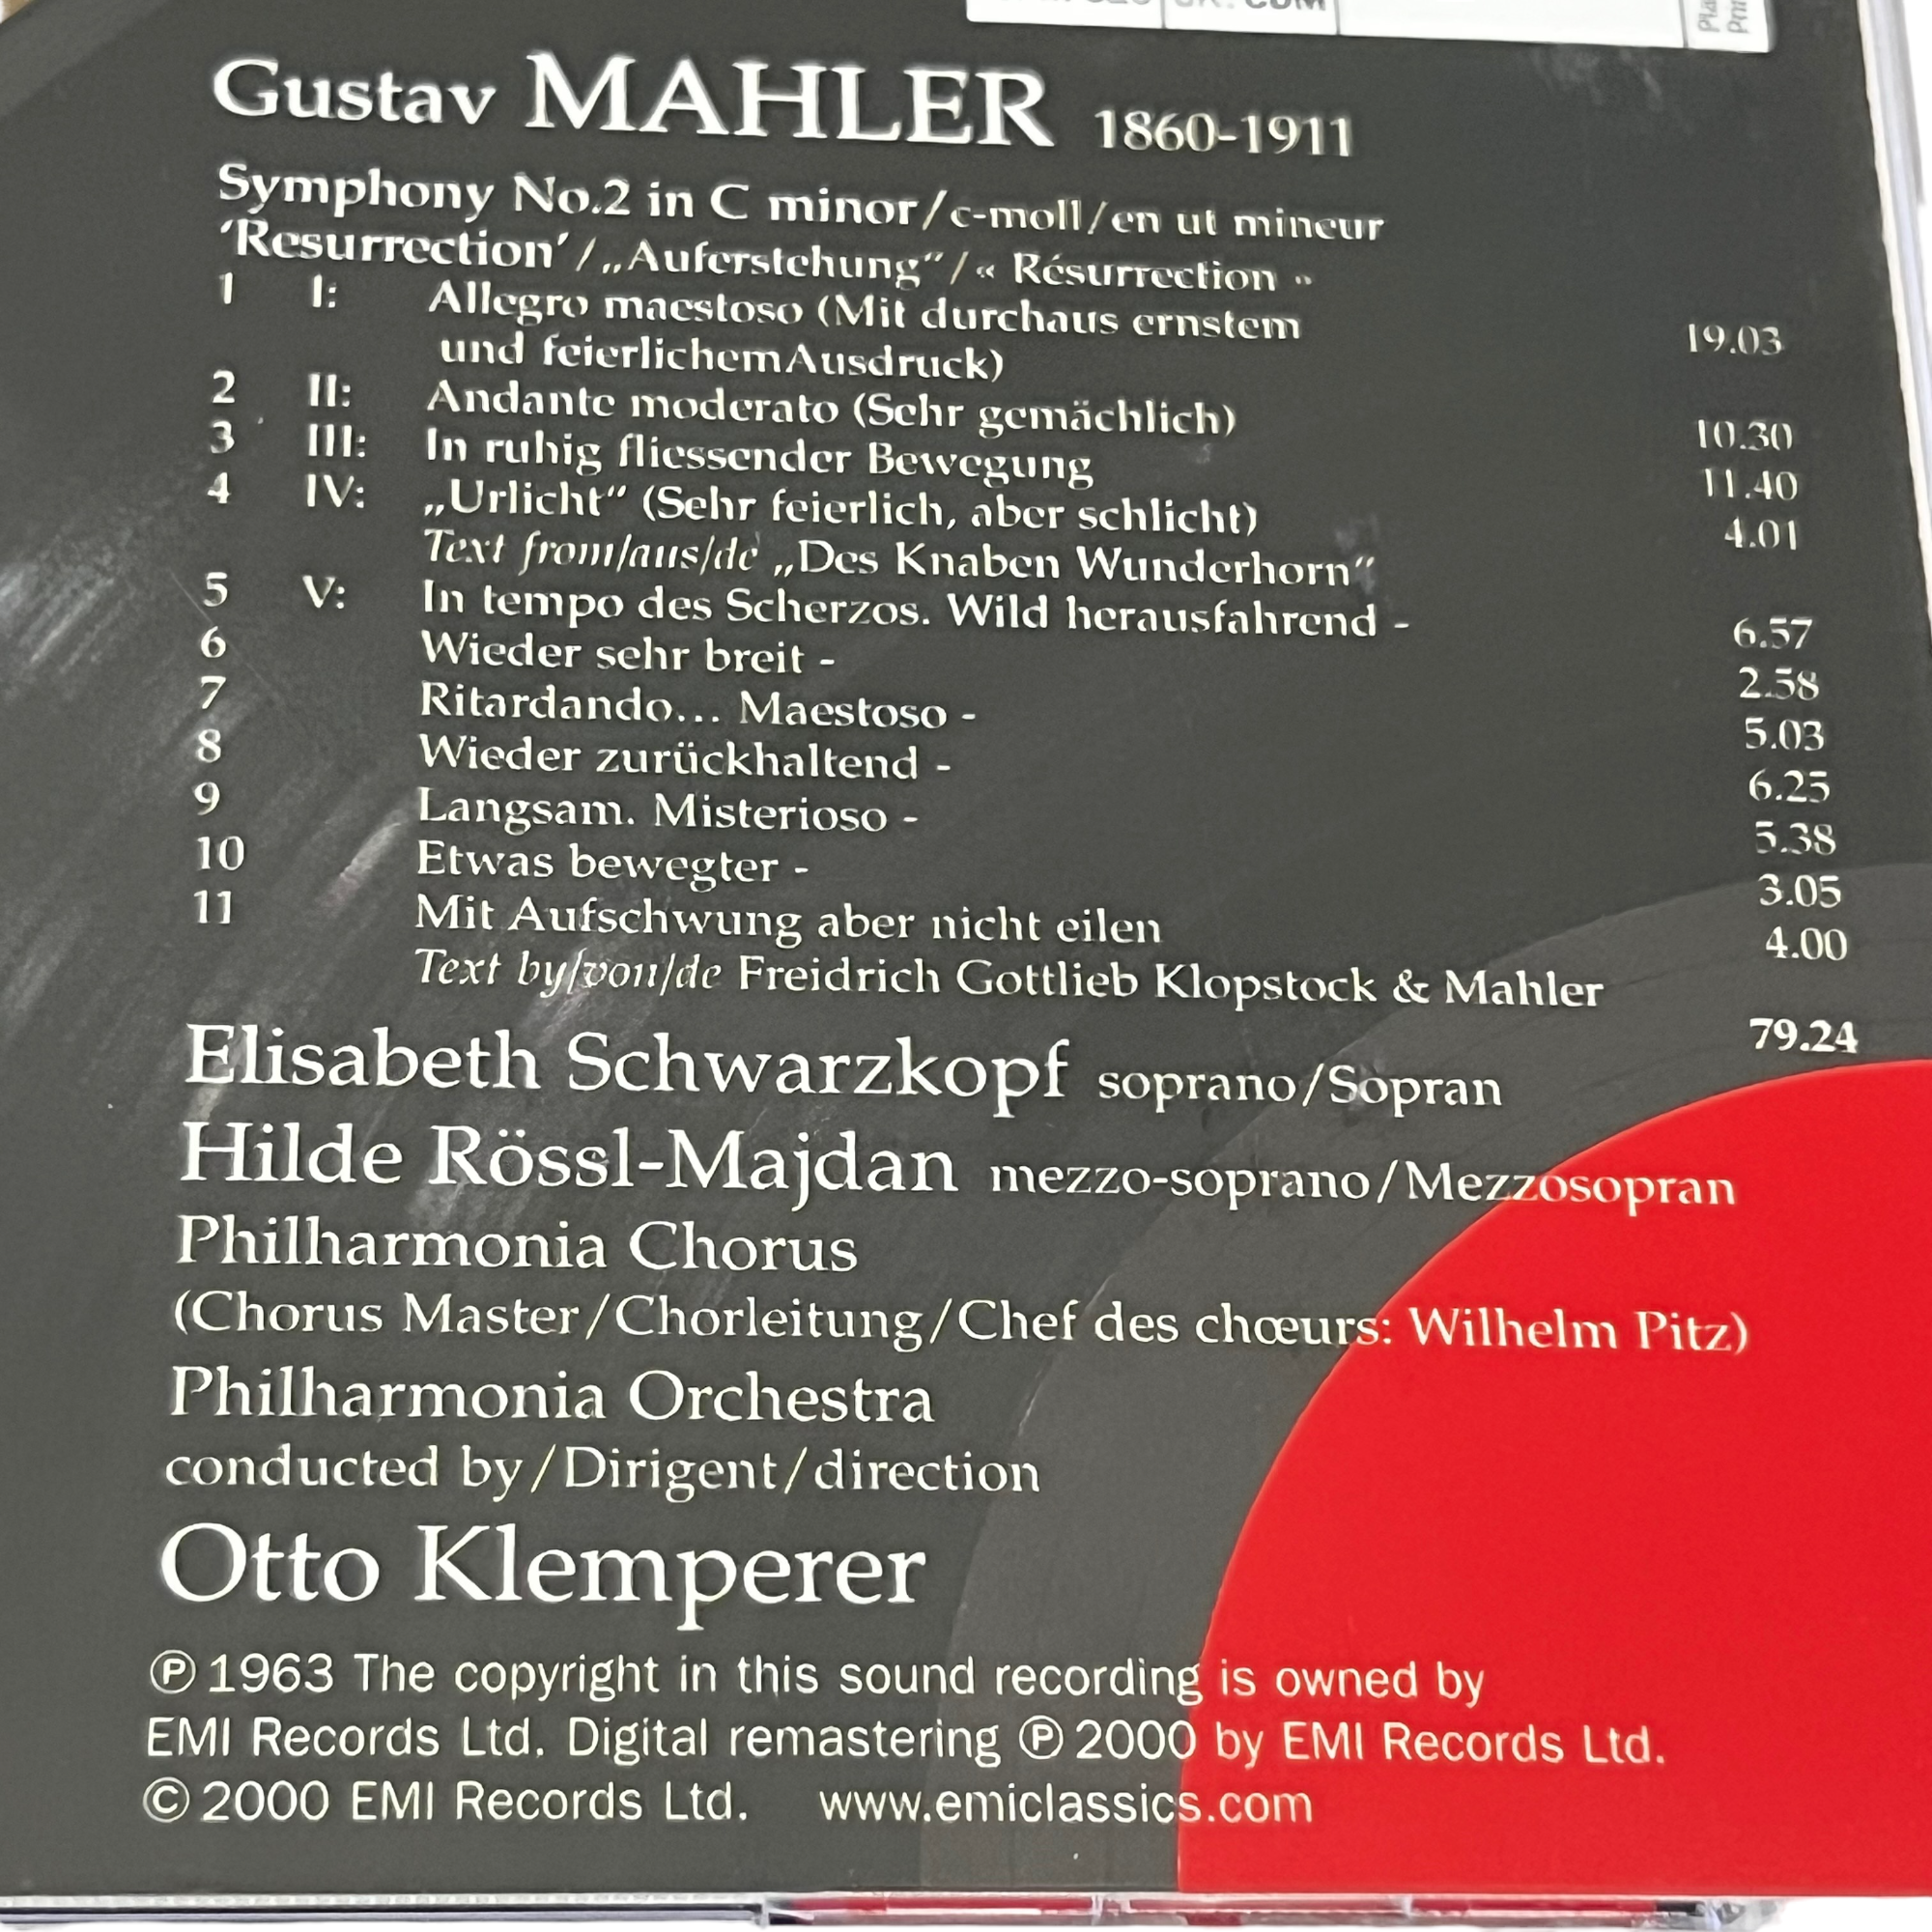 Gustav MAHLER 1860-1911
Symphony No.2 in C minor/c-moll/en ut mineur
‘Resurrection’/„Auferstehung“/« Résurrection »
1 I: Allegro maestoso (Mit durchaus ernstem
und feierlichemAusdruck) 19.03
2 II: Andante moderato (Sehr gemächlich) 10.30
3 III: In ruhig fliessender Bewegung 11.40
4 IV: „Urlicht“ (Sehr feierlich, aber schlicht) 4.01
Text from/aus/de „Des Knaben Wunderhorn“
5 V: In tempo des Scherzos. Wild herausfahrend - 6.57
6 Wieder sehr breit - 2.58
7 Ritardando... Maestoso - 5.03
8 Wieder zurückhaltend - 6.25
9 Langsam. Misterioso - 5.38
10 Etwas bewegter - 3.05
11 Mit Aufschwung aber nicht eilen 4.00
Text by/von/de Freidrich Gottlieb Klopstock & Mahler
79.24
Elisabeth Schwarzkopf soprano/Sopran
Hilde Rössl-Majdan mezzo-soprano/Mezzosopran
Philharmonia Chorus
(Chorus Master/Chorleitung/Chef des chœurs: Wilhelm Pitz)
Philharmonia Orchestra
conducted by/Dirigent/direction
Otto Klemperer
℗ 1963 The copyright in this sound recording is owned by
EMI Records Ltd. Digital remastering ℗ 2000 by EMI Records Ltd.
© 2000 EMI Records Ltd. www.emiclassics.com